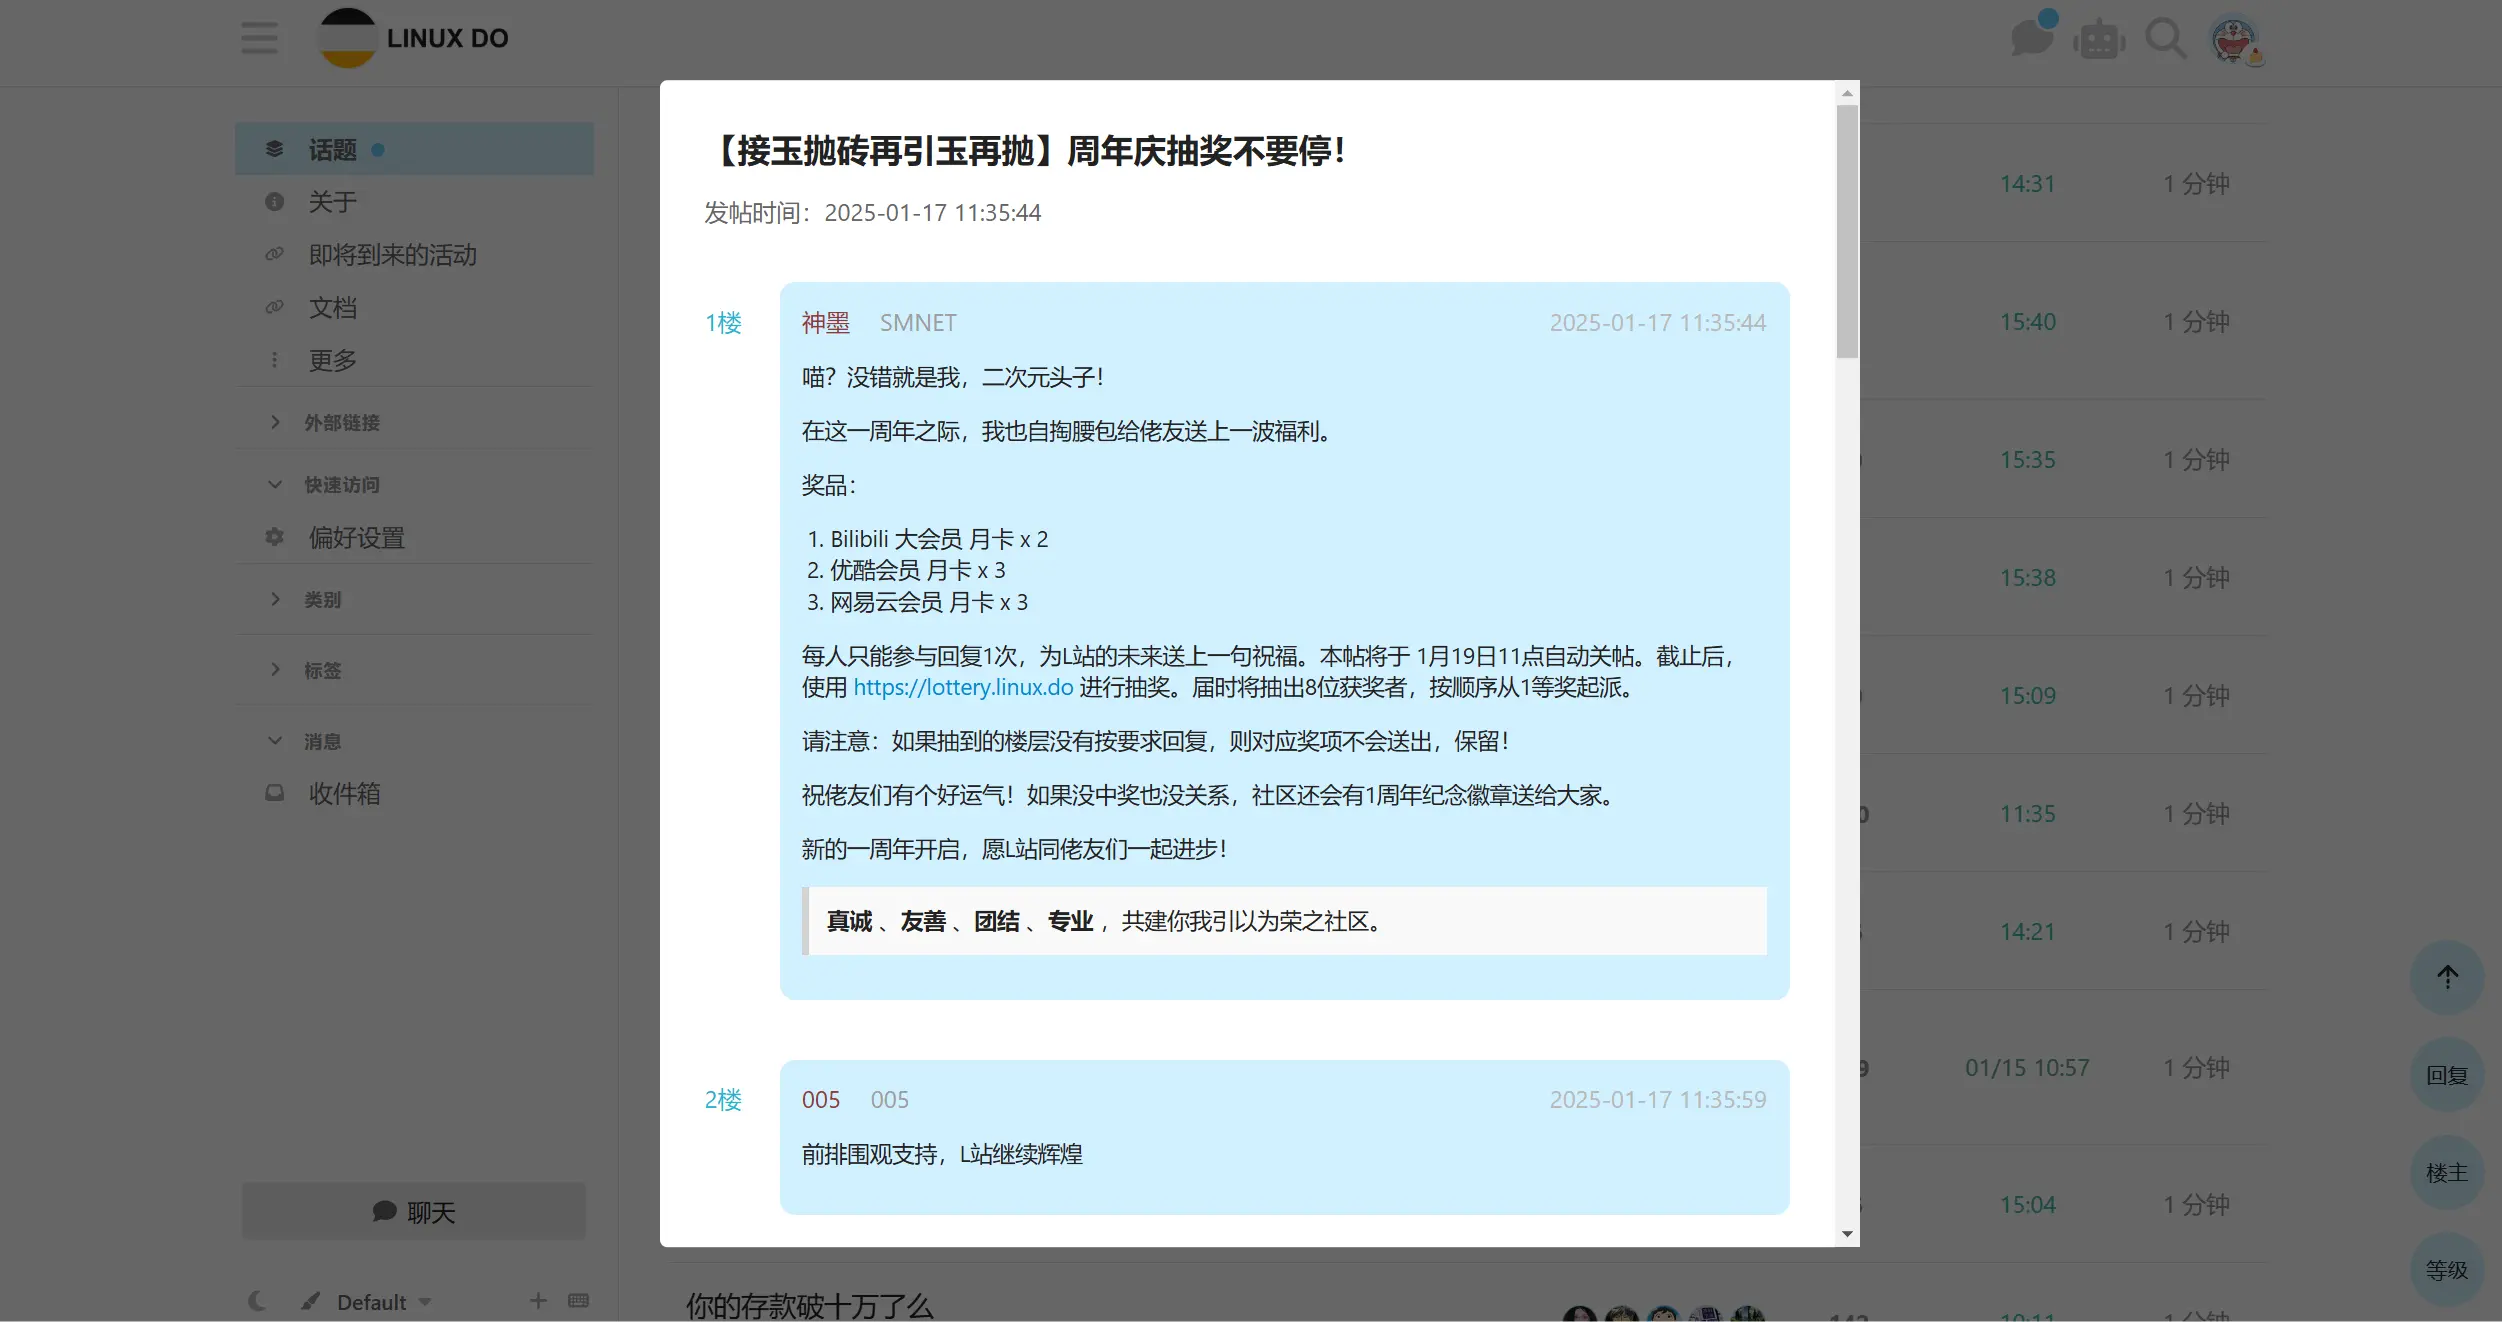 LINUX DO
话题
关于
即将到来的活动
文档
更多
外部链接
快速访问
偏好设置
类别
标签
消息
收件箱
聊天
Default
【接玉抛砖再引玉再抛】周年庆抽奖不要停！
发帖时间：2025-01-17 11:35:44
1楼
神墨 SMNET 2025-01-17 11:35:44
喵？没错就是我，二次元头子！
在这一周年之际，我也自掏腰包给佬友送上一波福利。
奖品：
1. Bilibili 大会员 月卡 x 2
2. 优酷会员 月卡 x 3
3. 网易云会员 月卡 x 3
每人只能参与回复1次，为L站的未来送上一句祝福。本帖将于 1月19日11点自动关帖。截止后，
使用 https://lottery.linux.do 进行抽奖。届时将抽出8位获奖者，按顺序从1等奖起派。
请注意：如果抽到的楼层没有按要求回复，则对应奖项不会送出，保留！
祝佬友们有个好运气！如果没中奖也没关系，社区还会有1周年纪念徽章送给大家。
新的一周年开启，愿L站同佬友们一起进步！
真诚 、友善 、团结 、专业 ，共建你我引以为荣之社区。
2楼
005 005 2025-01-17 11:35:59
前排围观支持，L站继续辉煌
14:31 1 分钟
15:40 1 分钟
15:35 1 分钟
15:38 1 分钟
15:09 1 分钟
11:35 1 分钟
14:21 1 分钟
01/15 10:57 1 分钟
15:04 1 分钟
你的存款破十万了么
回复
楼主
等级